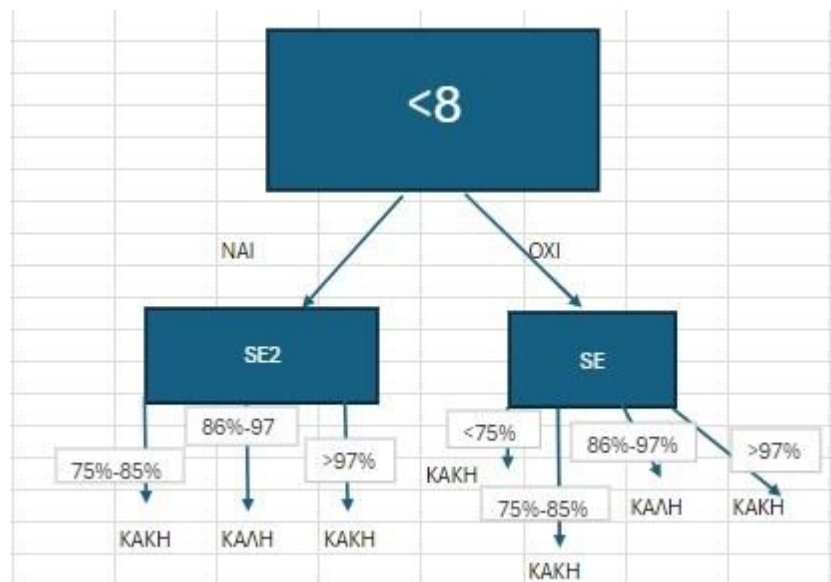 <8
ΝΑΙ
ΟΧΙ
SE2
SE
86%-97
<75%
86%-97%
>97%
75%-85%
>97%
ΚΑΚΗ
75%-85%
ΚΑΛΗ
ΚΑΚΗ
ΚΑΚΗ
ΚΑΛΗ
ΚΑΚΗ
ΚΑΚΗ